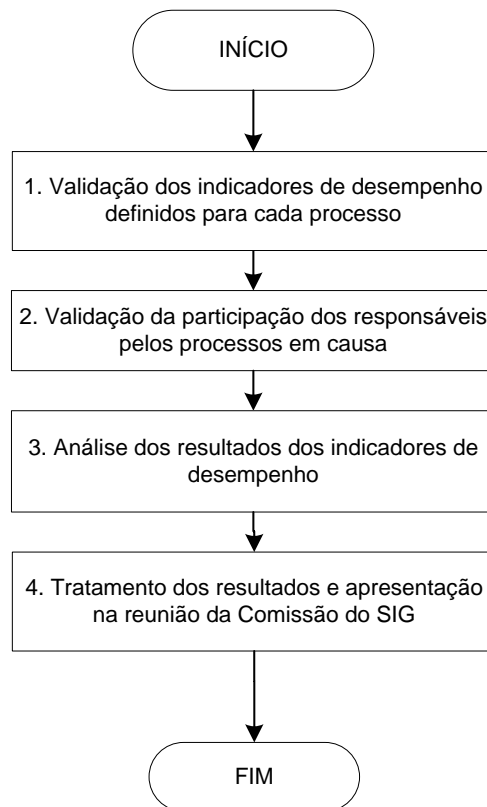 INÍCIO
1. Validação dos indicadores de desempenho
definidos para cada processo
2. Validação da participação dos responsáveis
pelos processos em causa
3. Análise dos resultados dos indicadores de
desempenho
4. Tratamento dos resultados e apresentação
na reunião da Comissão do SIG
FIM